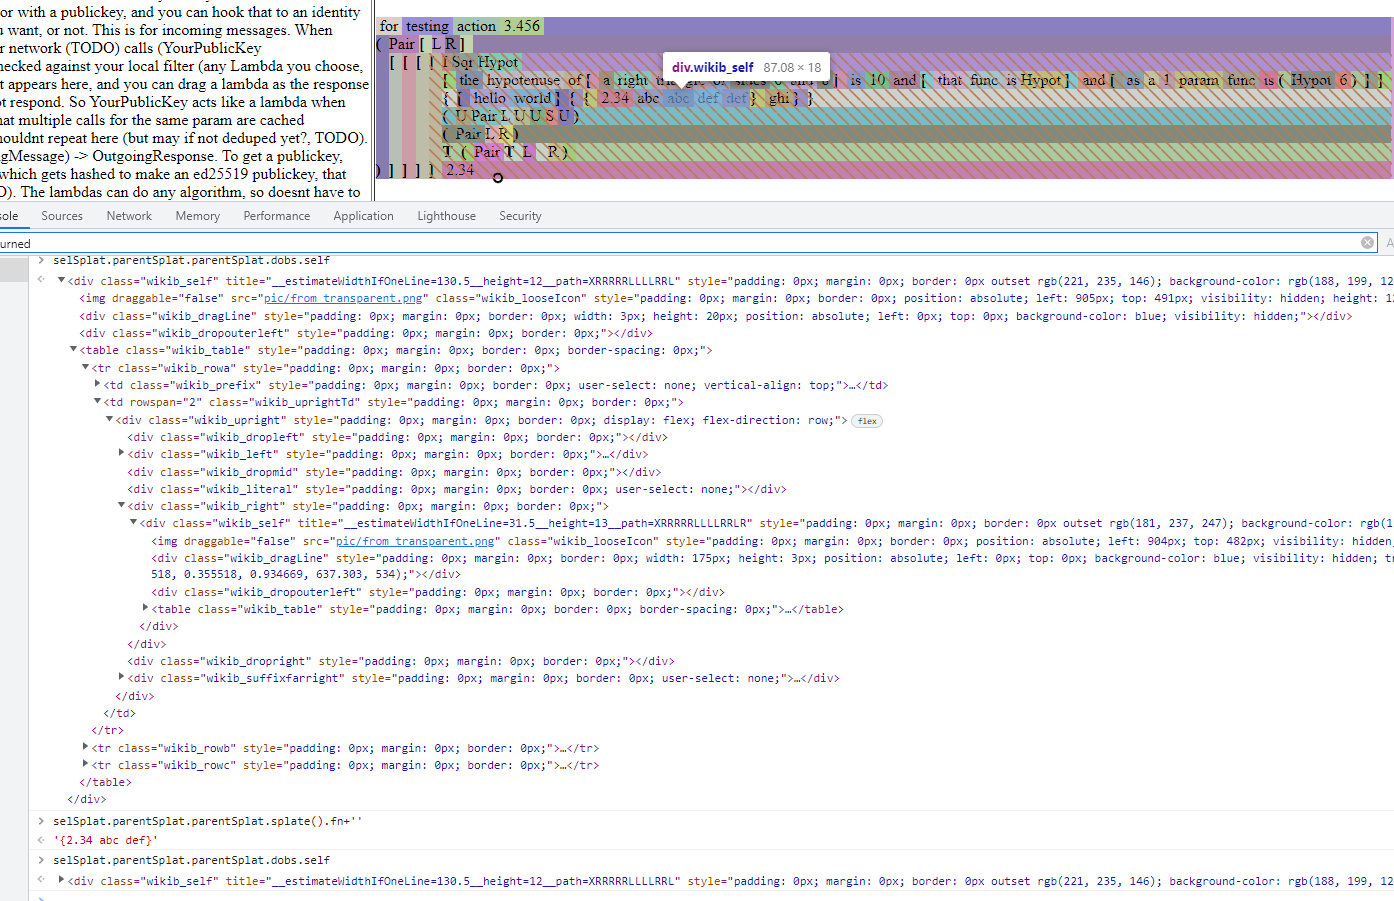 or with a publickey, and you can hook that to an identity
u want, or not. This is for incoming messages. When
r network (TODO) calls (YourPublicKey
hecked against your local filter (any Lambda you choose,
t appears here, and you can drag a lambda as the response
ot respond. So YourPublicKey acts like a lambda when
hat multiple calls for the same param are cached
houldnt repeat here (but may if not deduped yet?, TODO).
gMessage) -> OutgoingResponse. To get a publickey,
which gets hashed to make an ed25519 publickey, that
O). The lambdas can do any algorithm, so doesnt have to
for testing action 3.456
( Pair [ L R ]
[ [ [ [ I Sqr Hypot
[ the hypotenuse of [ a right is 10 and [ that func is Hypot ] and [ as a 1 param func is ( Hypot 6 ) ] ]
div.wikib_self 87.08 × 18
{ [ hello world ] { { 2.34 abc abc def def } ghi } }
( U Pair L U U S U )
( Pair L R )
T ( Pair T L R )
) ] ] ] ] 2.34
sole Sources Network Memory Performance Application Lighthouse Security
urned
selSplat.parentSplat.parentSplat.dobs.self
<div class="wikib_self" title="__estimateWidthIfOneLine=130.5__height=12__path=XRRRRRLLLLRRL" style="padding: 0px; margin: 0px; border: 0px outset rgb(221, 235, 146); background-color: rgb(188, 199, 12
<img draggable="false" src="pic/from_transparent.png" class="wikib_looseIcon" style="padding: 0px; margin: 0px; border: 0px; position: absolute; left: 905px; top: 491px; visibility: hidden; height: 12
<div class="wikib_dragLine" style="padding: 0px; margin: 0px; border: 0px; width: 3px; height: 20px; position: absolute; left: 0px; top: 0px; background-color: blue; visibility: hidden;"></div>
<div class="wikib_dropouterleft" style="padding: 0px; margin: 0px; border: 0px;"></div>
<table class="wikib_table" style="padding: 0px; margin: 0px; border: 0px; border-spacing: 0px;">
<tr class="wikib_rowa" style="padding: 0px; margin: 0px; border: 0px;">
<td class="wikib_prefix" style="padding: 0px; margin: 0px; border: 0px; user-select: none; vertical-align: top;">…</td>
<td rowspan="2" class="wikib_uprightTd" style="padding: 0px; margin: 0px; border: 0px;">
<div class="wikib_upright" style="padding: 0px; margin: 0px; border: 0px; display: flex; flex-direction: row;"> flex
<div class="wikib_dropleft" style="padding: 0px; margin: 0px; border: 0px;"></div>
<div class="wikib_left" style="padding: 0px; margin: 0px; border: 0px;">…</div>
<div class="wikib_dropmid" style="padding: 0px; margin: 0px; border: 0px;"></div>
<div class="wikib_literal" style="padding: 0px; margin: 0px; border: 0px; user-select: none;"></div>
<div class="wikib_right" style="padding: 0px; margin: 0px; border: 0px;">
<div class="wikib_self" title="__estimateWidthIfOneLine=31.5__height=13__path=XRRRRRLLLLRRLR" style="padding: 0px; margin: 0px; border: 0px outset rgb(181, 237, 247); background-color: rgb(1
<img draggable="false" src="pic/from_transparent.png" class="wikib_looseIcon" style="padding: 0px; margin: 0px; border: 0px; position: absolute; left: 904px; top: 482px; visibility: hidden;
<div class="wikib_dragLine" style="padding: 0px; margin: 0px; border: 0px; width: 175px; height: 3px; position: absolute; left: 0px; top: 0px; background-color: blue; visibility: hidden; tr
518, 0.355518, 0.934669, 637.303, 534);"></div>
<div class="wikib_dropouterleft" style="padding: 0px; margin: 0px; border: 0px;"></div>
<table class="wikib_table" style="padding: 0px; margin: 0px; border: 0px; border-spacing: 0px;">…</table>
</div>
</div>
<div class="wikib_dropright" style="padding: 0px; margin: 0px; border: 0px;"></div>
<div class="wikib_suffixfarright" style="padding: 0px; margin: 0px; border: 0px; user-select: none;">…</div>
</div>
</td>
</tr>
<tr class="wikib_rowb" style="padding: 0px; margin: 0px; border: 0px;">…</tr>
<tr class="wikib_rowc" style="padding: 0px; margin: 0px; border: 0px;">…</tr>
</table>
</div>
selSplat.parentSplat.parentSplat.splate().fn+''
'{2.34 abc def}'
selSplat.parentSplat.parentSplat.dobs.self
<div class="wikib_self" title="__estimateWidthIfOneLine=130.5__height=12__path=XRRRRRLLLLRRL" style="padding: 0px; margin: 0px; border: 0px outset rgb(221, 235, 146); background-color: rgb(188, 199, 12